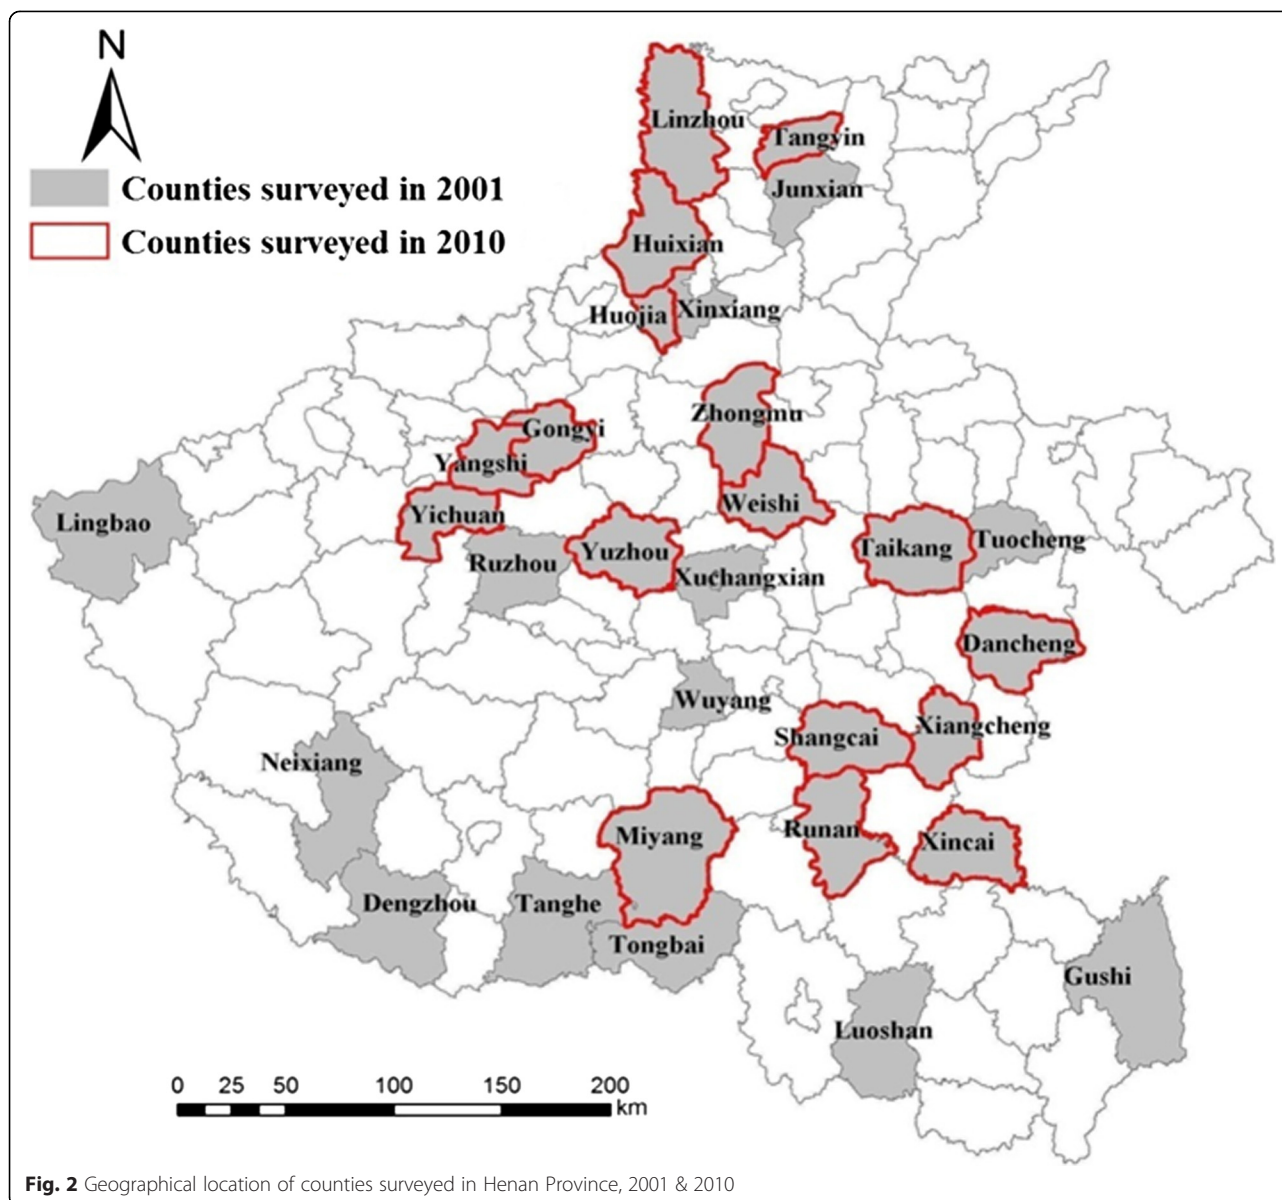 N
Counties surveyed in 2001
Counties surveyed in 2010
Linzhou
Tangyin
Junxian
Huixian
Huojia
Xinxiang
Zhongmu
Gongyi
Yangshi
Weishi
Yichuan
Lingbao
Ruzhou
Yuzhou
Xuchangxian
Taikang
Tuocheng
Dancheng
Wuyang
Shangcai
Xiangcheng
Neixiang
Miyang
Runan
Xincai
Dengzhou
Tanghe
Tongbai
Gushi
Luoshan
0 25 50 100 150 200
km
Fig. 2 Geographical location of counties surveyed in Henan Province, 2001 & 2010